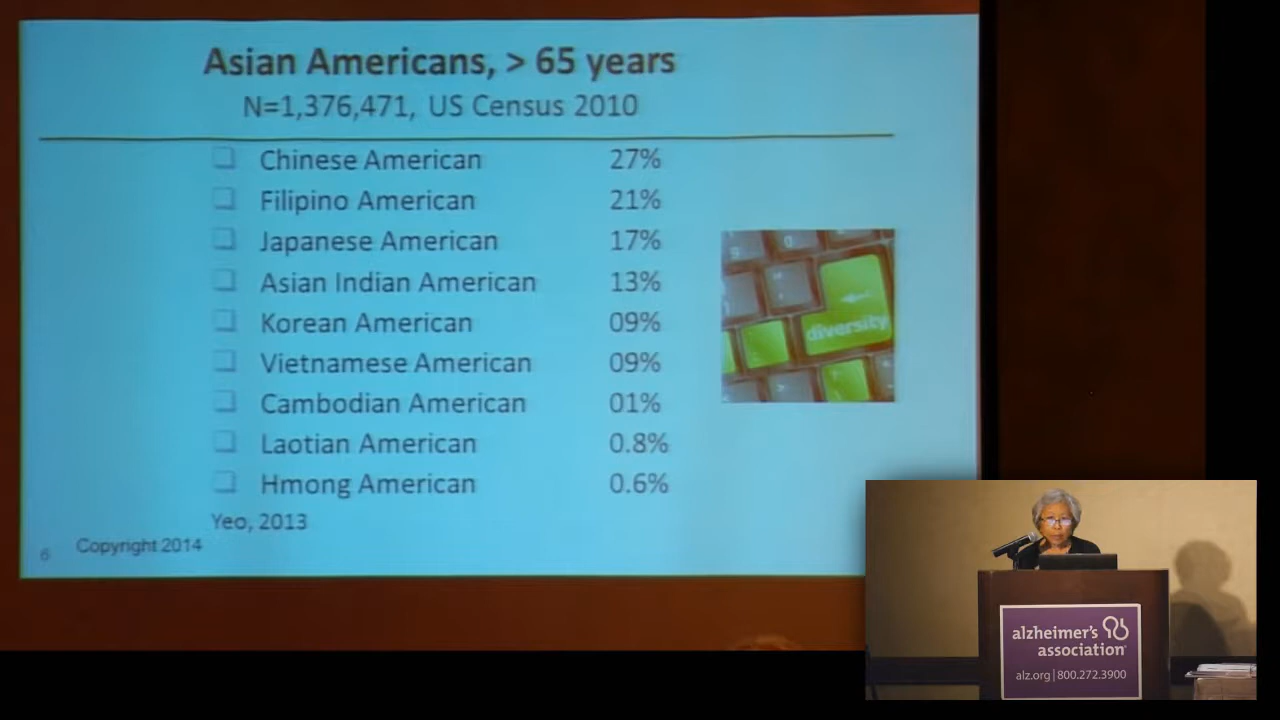 Asian Americans, > 65 years
N=1,376,471, US Census 2010
Chinese American 27%
Filipino American 21%
Japanese American 17%
Asian Indian American 13%
Korean American 09%
Vietnamese American 09%
Cambodian American 01%
Laotian American 0.8%
Hmong American 0.6%
Yeo, 2013
6 Copyright 2014
diversity
alzheimer's
association
alz.org | 800.272.3900